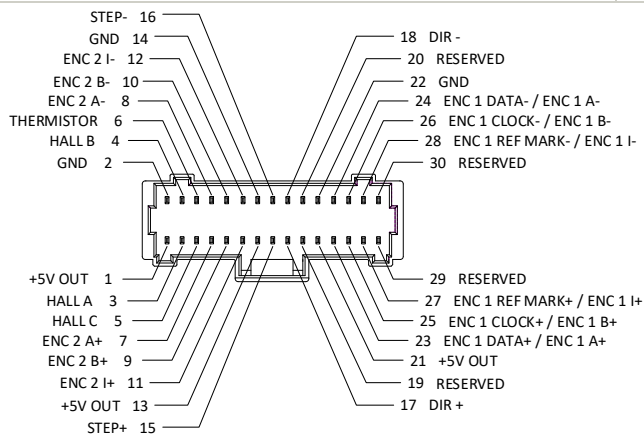 STEP- 16
GND 14
ENC 2 I- 12
ENC 2 B- 10
ENC 2 A- 8
THERMISTOR 6
HALL B 4
GND 2
18 DIR -
20 RESERVED
22 GND
24 ENC 1 DATA- / ENC 1 A-
26 ENC 1 CLOCK- / ENC 1 B-
28 ENC 1 REF MARK- / ENC 1 I-
30 RESERVED
+5V OUT 1
HALL A 3
HALL C 5
ENC 2 A+ 7
ENC 2 B+ 9
ENC 2 I+ 11
+5V OUT 13
STEP+ 15
29 RESERVED
27 ENC 1 REF MARK+ / ENC 1 I+
25 ENC 1 CLOCK+ / ENC 1 B+
23 ENC 1 DATA+ / ENC 1 A+
21 +5V OUT
19 RESERVED
17 DIR +